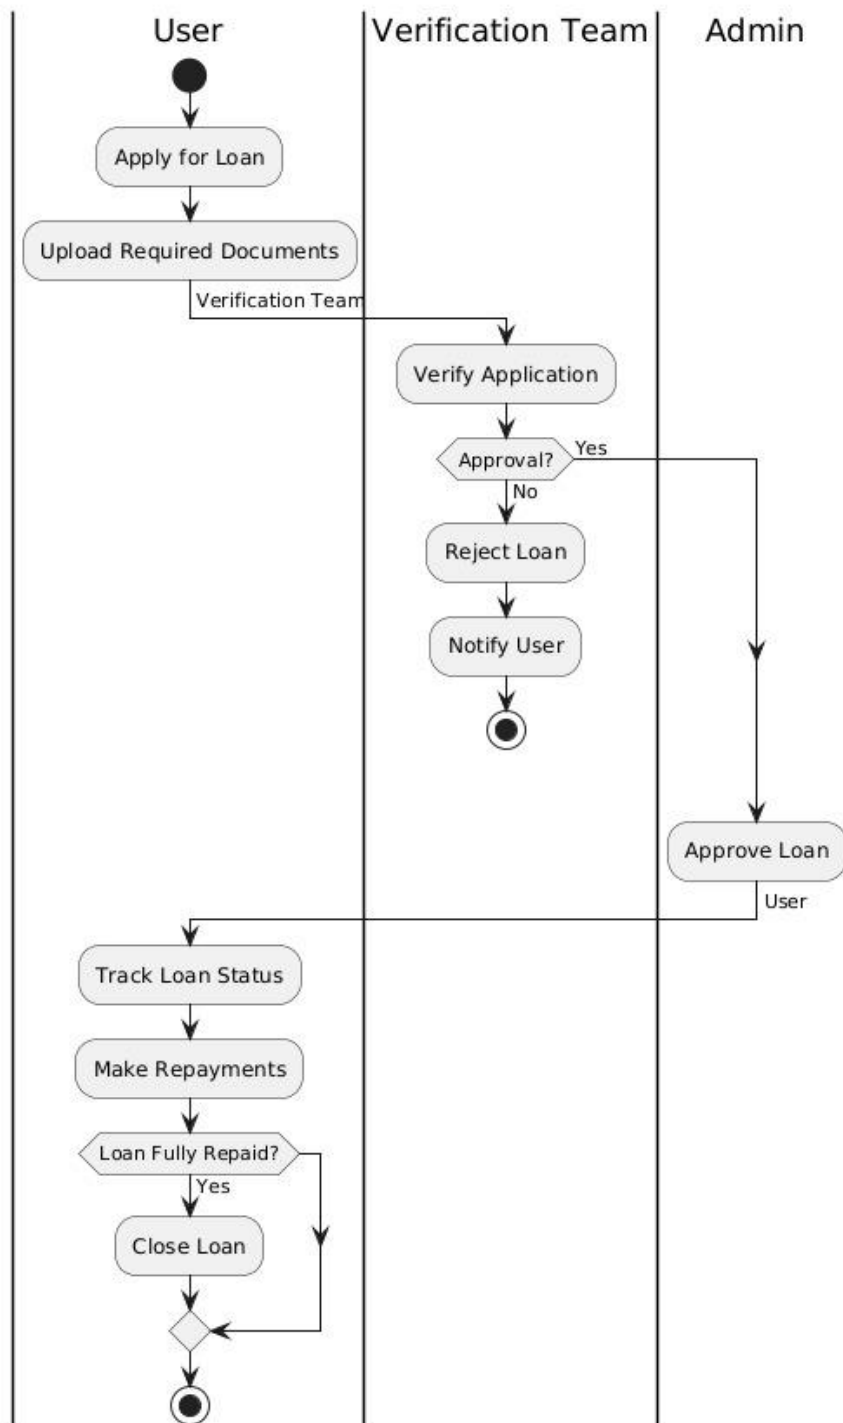 User
Verification Team
Admin
Apply for Loan
Upload Required Documents
Verification Team
Verify Application
Approval?
Yes
No
Reject Loan
Notify User
Approve Loan
User
Track Loan Status
Make Repayments
Loan Fully Repaid?
Yes
Close Loan